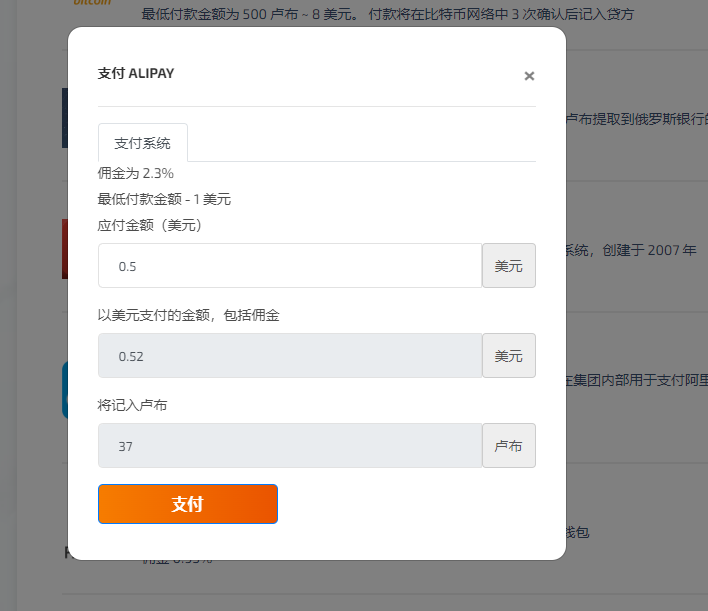 bitcoin
最低付款金额为 500 卢布 ~ 8 美元。 付款将在比特币网络中 3 次确认后记入贷方
支付 ALIPAY
×
卢布提取到俄罗斯银行的
支付系统
佣金为 2.3%
最低付款金额 - 1 美元
应付金额（美元）
系统，创建于 2007 年
0.5
美元
以美元支付的金额，包括佣金
0.52
美元
在集团内部用于支付阿里
将记入卢布
37
卢布
支付
钱包